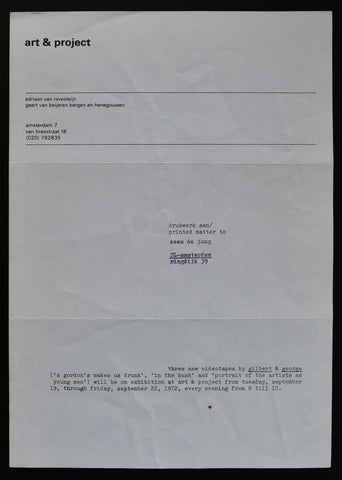 art & project
adriaan van ravesteijn
geert van beijeren bergen en henegouwen
amsterdam 7
van breestraat 18
(020) 792835
drukwerk aan/
printed matter to
cees de jong
NL-amsterdam
ringdijk 39
three new videotapes by gilbert & george
('a gordon's makes us drunk', 'in the bush' and 'portrait of the artists as
young men') will be on exhibition at art & project from tuesday, september
19, through friday, september 22, 1972, every evening from 8 till 10.